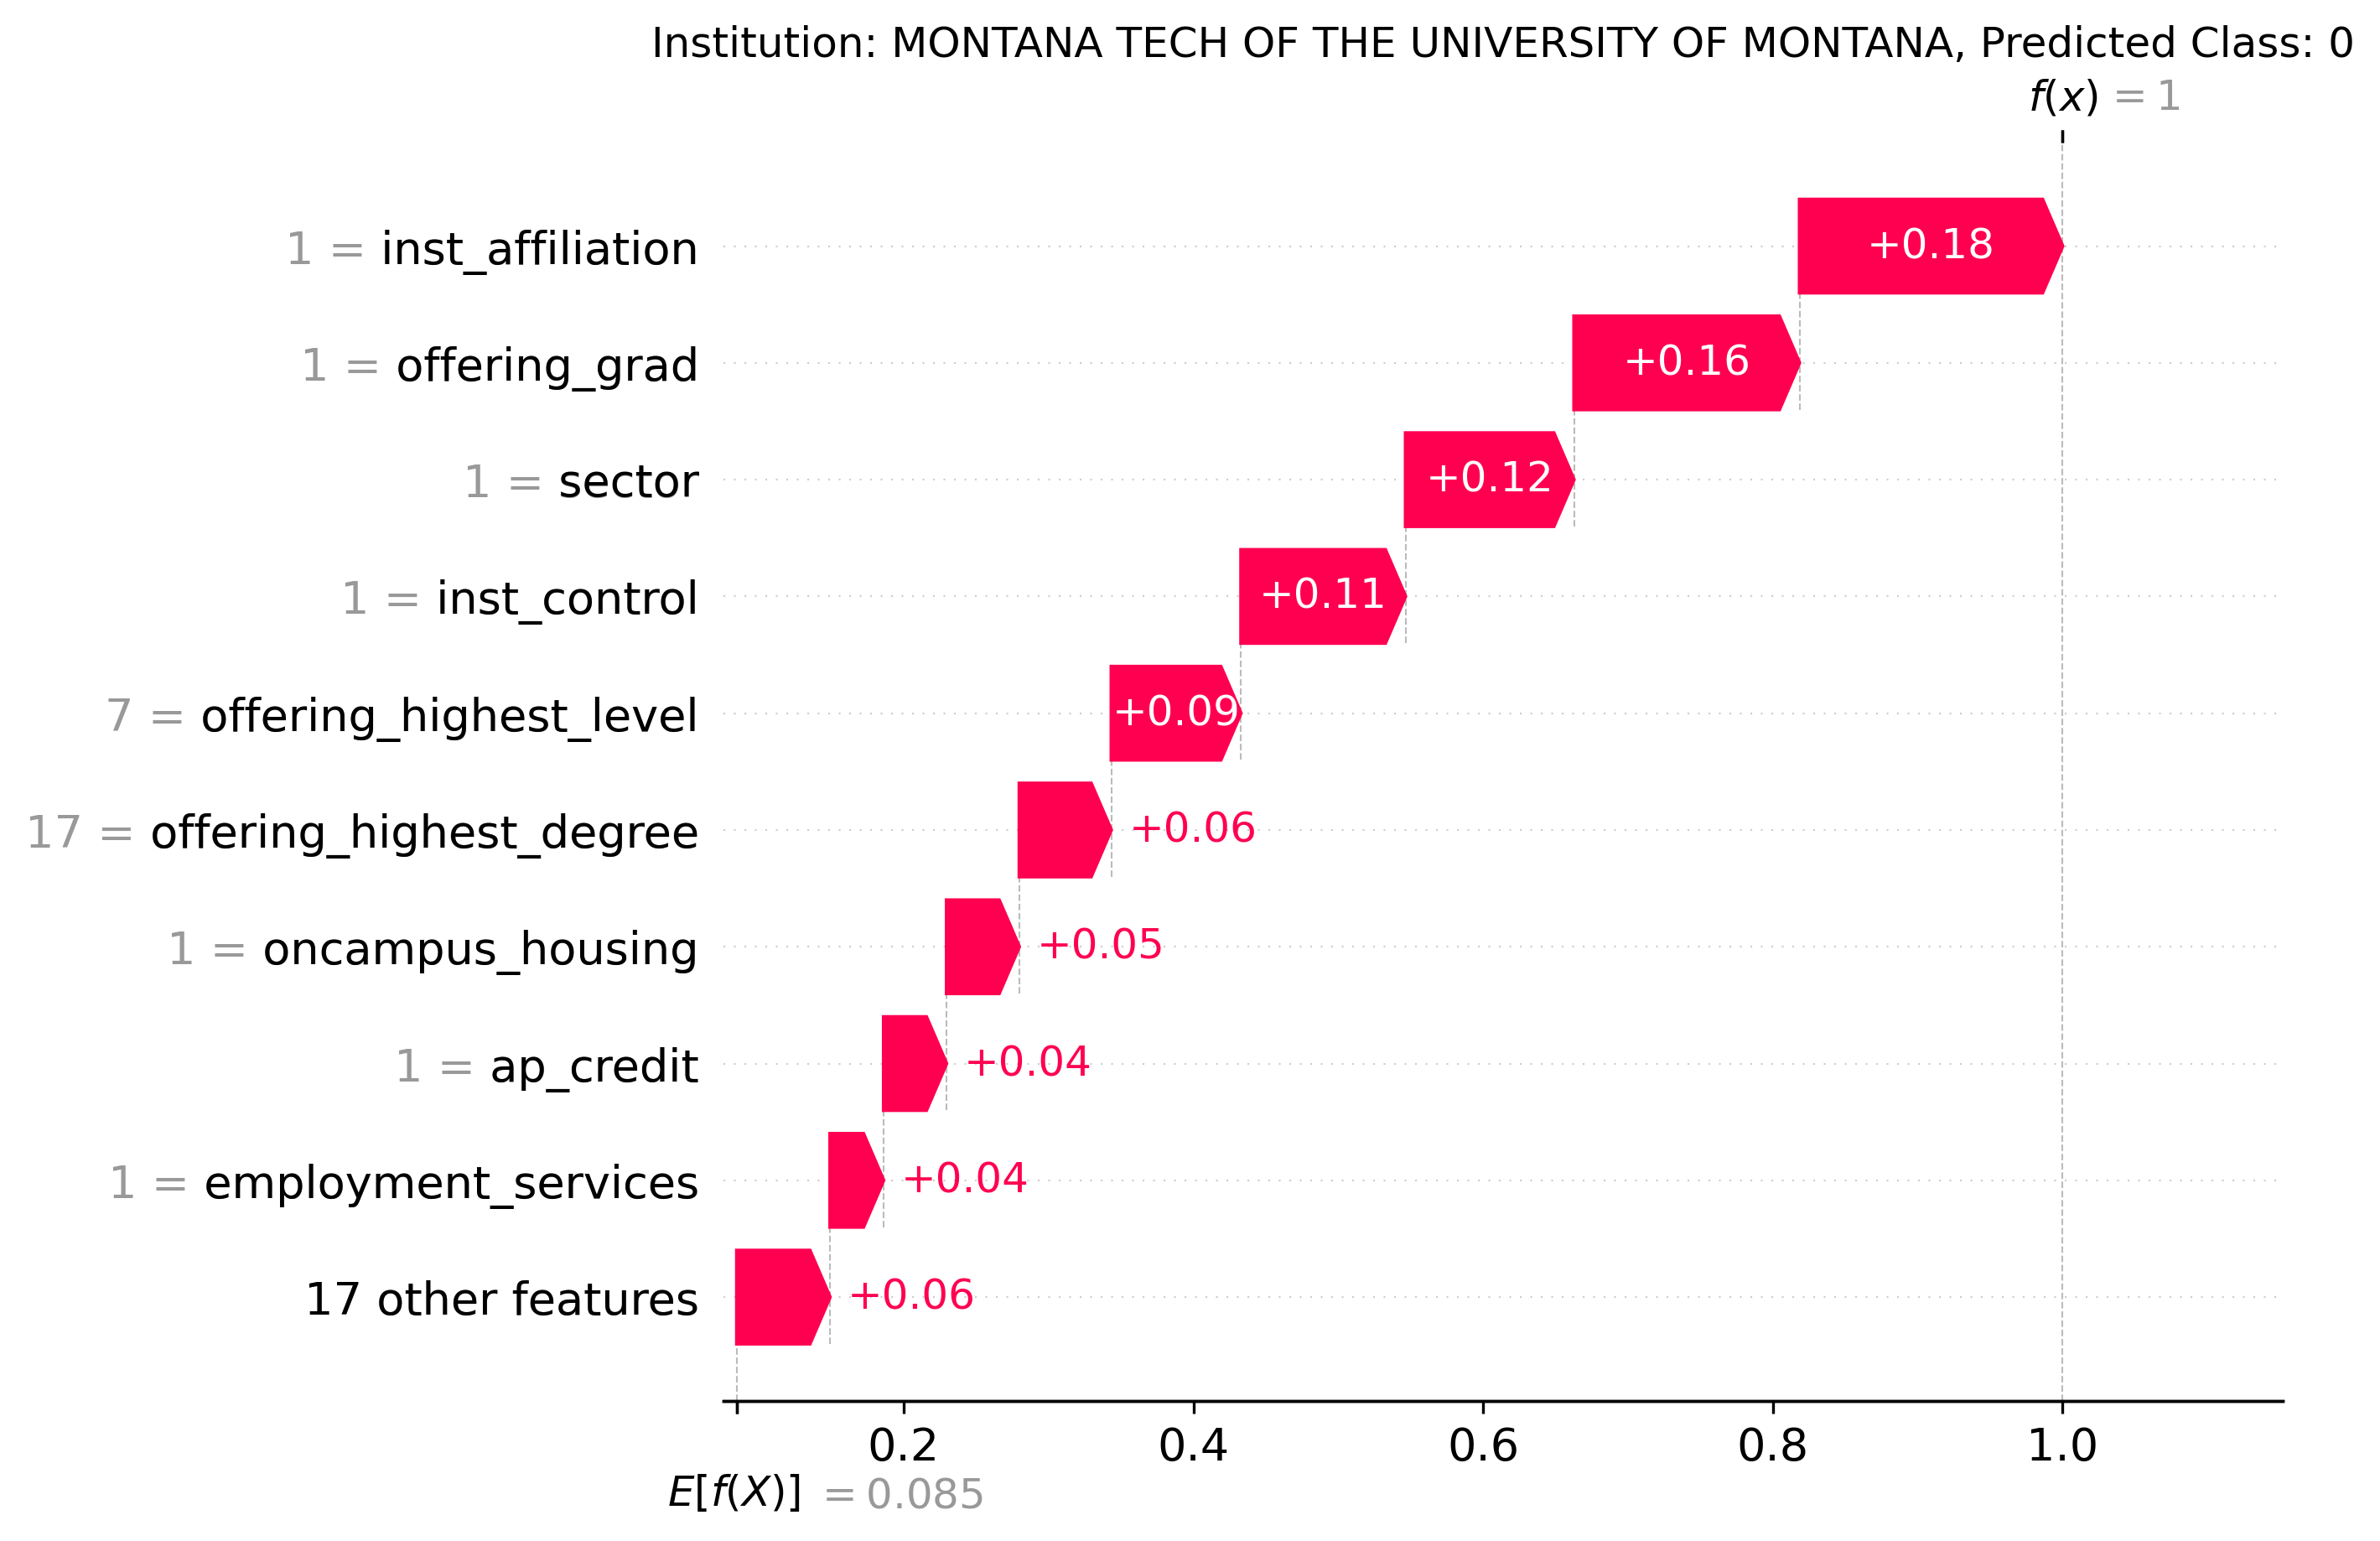 Institution: MONTANA TECH OF THE UNIVERSITY OF MONTANA, Predicted Class: 0
f(x) = 1
1 = inst_affiliation +0.18
1 = offering_grad +0.16
1 = sector +0.12
1 = inst_control +0.11
7 = offering_highest_level +0.09
17 = offering_highest_degree +0.06
1 = oncampus_housing +0.05
1 = ap_credit +0.04
1 = employment_services +0.04
17 other features +0.06
0.2 0.4 0.6 0.8 1.0
E[f(X)] = 0.085